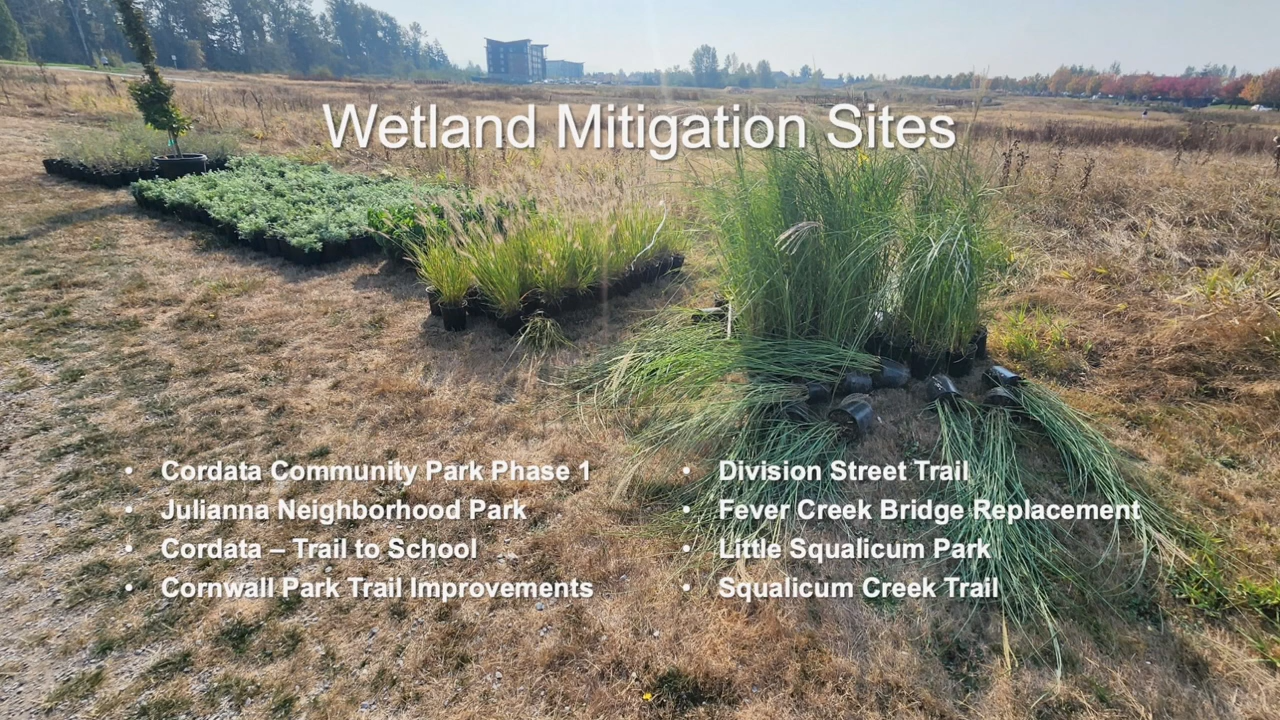 Wetland Mitigation Sites
• Cordata Community Park Phase 1
• Julianna Neighborhood Park
• Cordata – Trail to School
• Cornwall Park Trail Improvements
• Division Street Trail
• Fever Creek Bridge Replacement
• Little Squalicum Park
• Squalicum Creek Trail